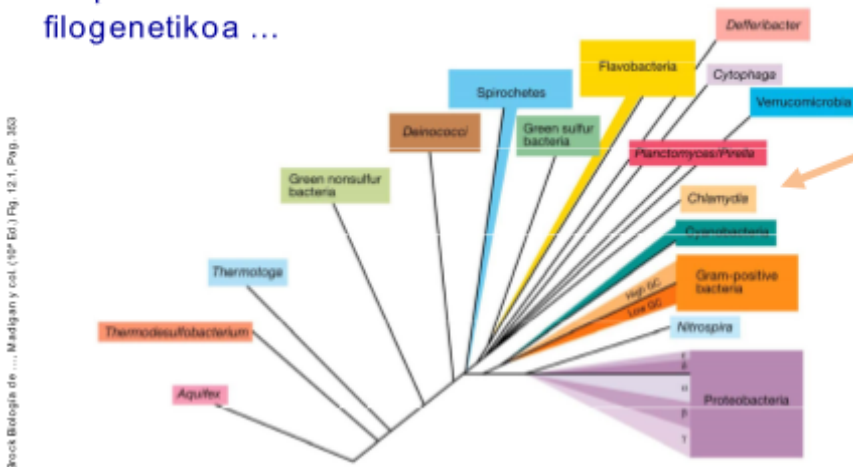 filogenetikoa ...
Defferibacter
Flavobacteria
Cytophaga
Spirochetes
Verrucomicrobia
Deinococci
Green sulfur
bacteria
Planctomyces/Pirella
Green nonsulfur
bacteria
Chlamydia
Cyanobacteria
Thermotoga
High GC
Gram-positive
bacteria
Low GC
Thermodesulfobacterium
Nitrospira
Aquifex
α
β
γ
Proteobacteria
Brock Biología de ..., Madigan y col. (10ª Ed.) Fig. 12.1, Pag. 353